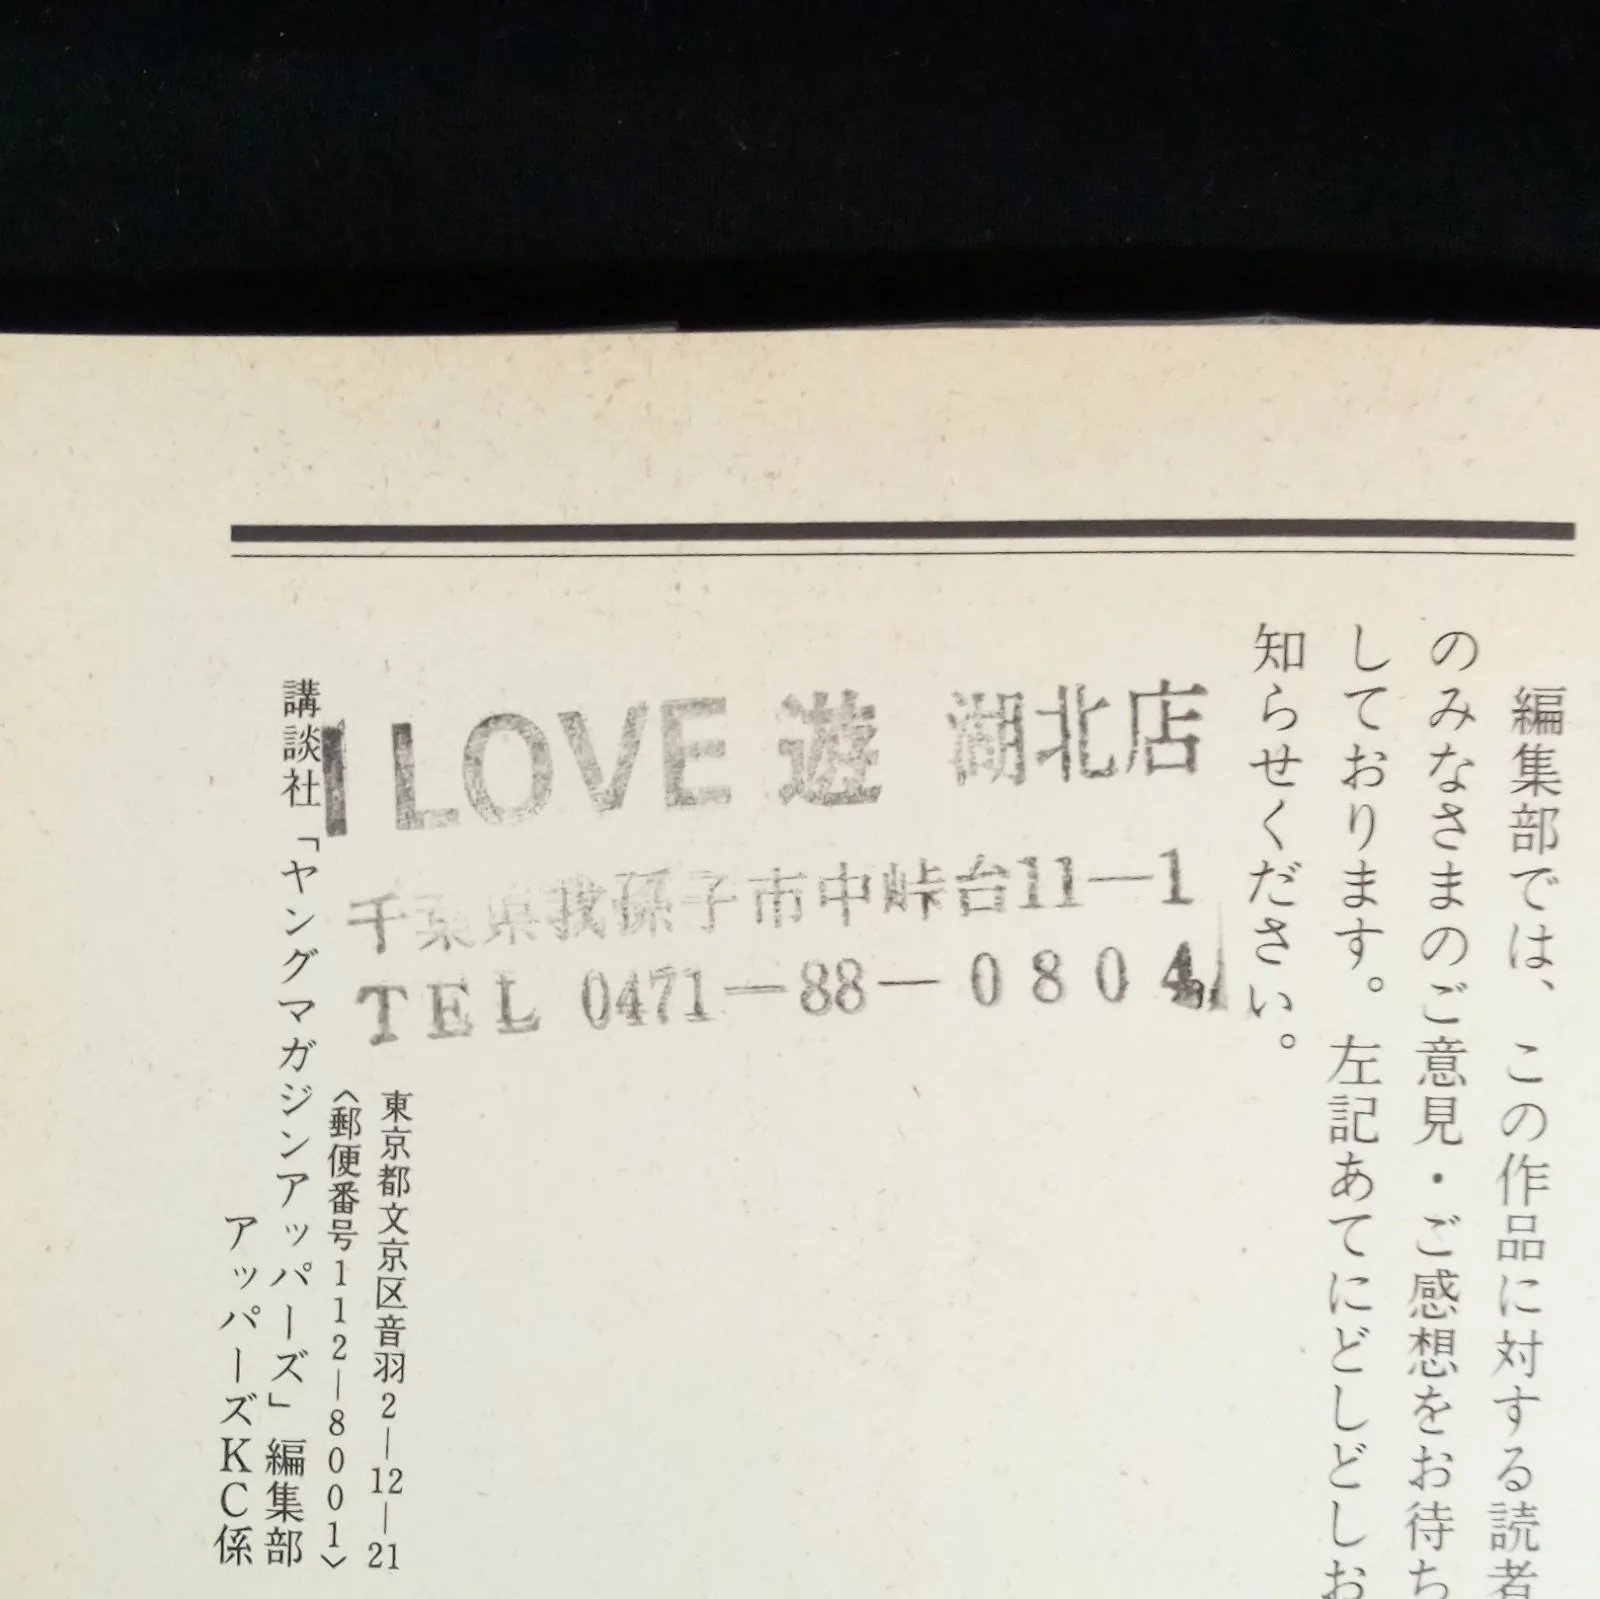 編集部では、この作品に対する読者
のみなさまのご意見・ご感想をお待ち
しております。左記あてにどしどしお
知らせください。
I LOVE 遊 湖北店
千葉県我孫子市中峠台11—1
TEL 0471—88—0804
東京都文京区音羽2—12—21
〈郵便番号112—8001〉
講談社「ヤングマガジンアッパーズ」編集部
アッパーズKC係